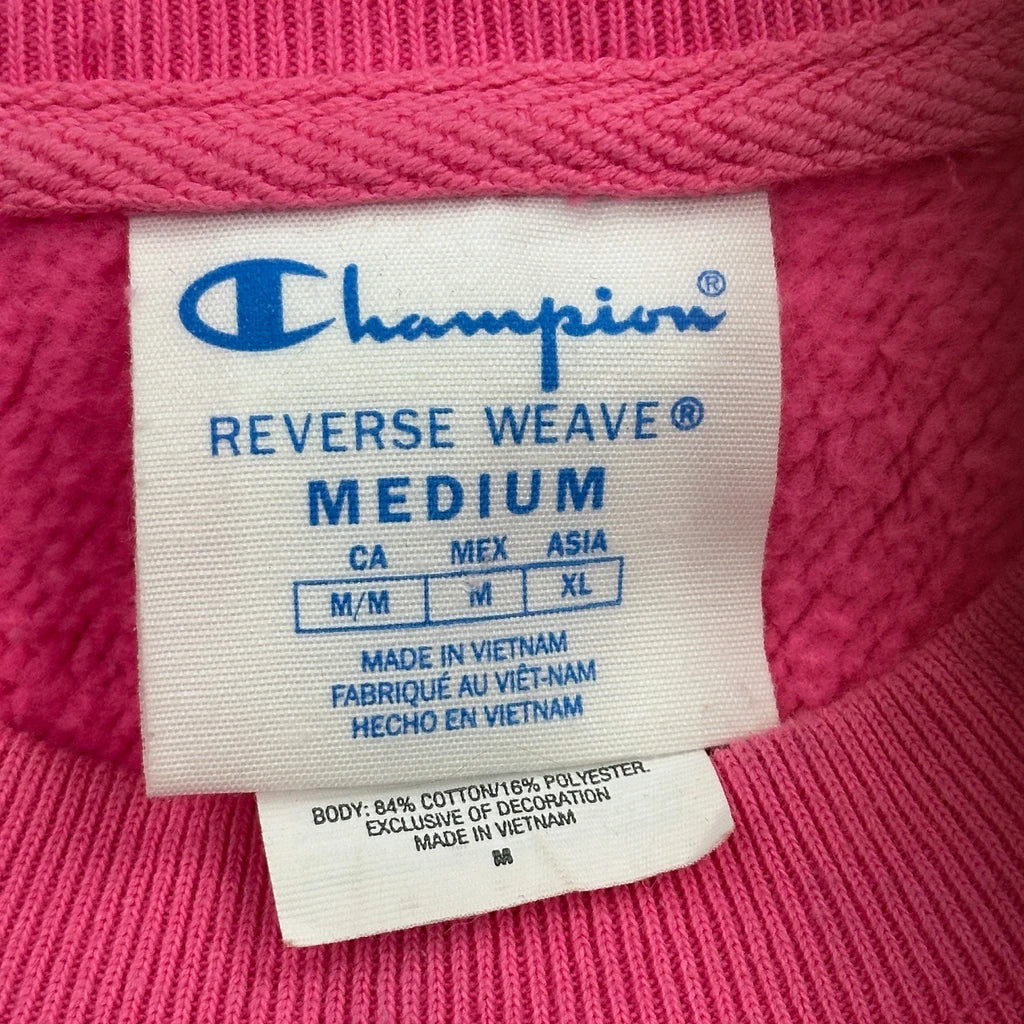 Champion®
REVERSE WEAVE®
MEDIUM
CA MEX ASIA
M/M M XL
MADE IN VIETNAM
FABRIQUÉ AU VIÊT-NAM
HECHO EN VIETNAM
BODY: 84% COTTON/16% POLYESTER.
EXCLUSIVE OF DECORATION
MADE IN VIETNAM
M